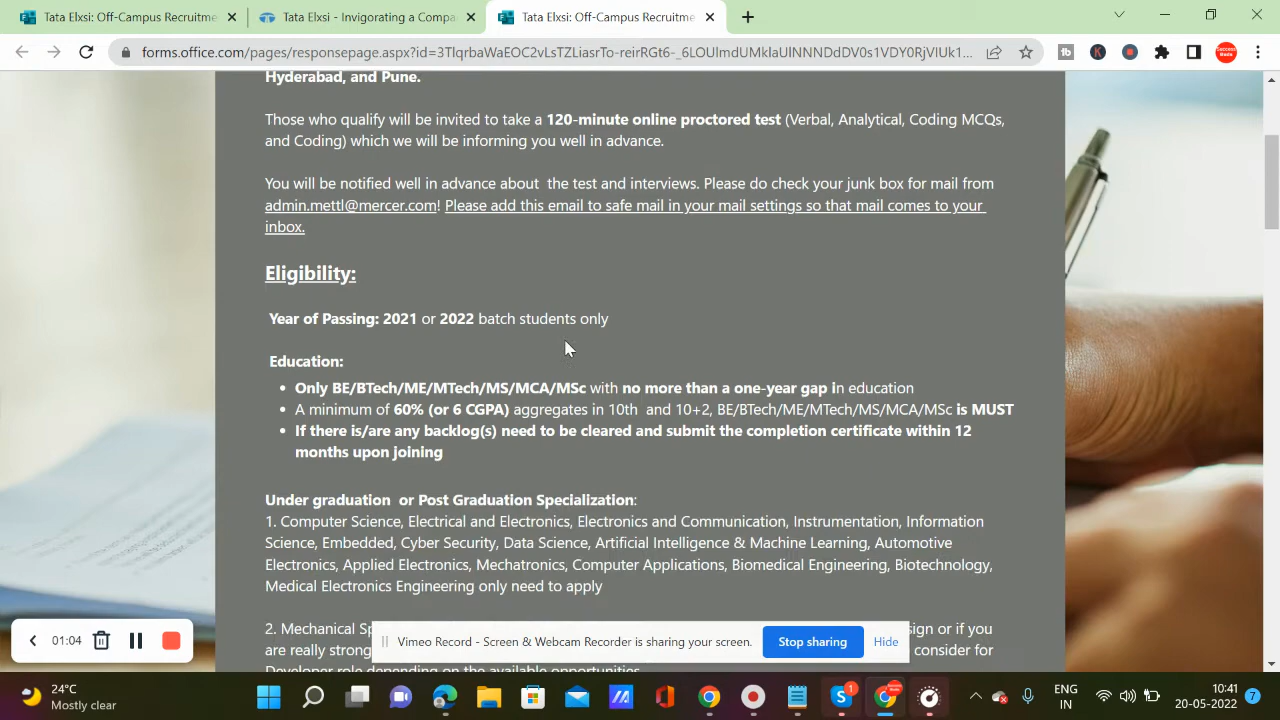 Tata Elxsi: Off-Campus Recruitme
Tata Elxsi - Invigorating a Compa
Tata Elxsi: Off-Campus Recruitme
forms.office.com/pages/responsepage.aspx?id=3TIqrbaWaEOC2vLsTZLiasrTo-reirRGt6-_6LOUImdUMkIaUlNNNDdDV0s1VDY0RjVIUk1...
Hyderabad, and Pune.
Those who qualify will be invited to take a 120-minute online proctored test (Verbal, Analytical, Coding MCQs,
and Coding) which we will be informing you well in advance.
You will be notified well in advance about the test and interviews. Please do check your junk box for mail from
admin.mettl@mercer.com! Please add this email to safe mail in your mail settings so that mail comes to your
inbox.
Eligibility:
Year of Passing: 2021 or 2022 batch students only
Education:
• Only BE/BTech/ME/MTech/MS/MCA/MSc with no more than a one-year gap in education
• A minimum of 60% (or 6 CGPA) aggregates in 10th and 10+2, BE/BTech/ME/MTech/MS/MCA/MSc is MUST
• If there is/are any backlog(s) need to be cleared and submit the completion certificate within 12
months upon joining
Under graduation or Post Graduation Specialization:
1. Computer Science, Electrical and Electronics, Electronics and Communication, Instrumentation, Information
Science, Embedded, Cyber Security, Data Science, Artificial Intelligence & Machine Learning, Automotive
Electronics, Applied Electronics, Mechatronics, Computer Applications, Biomedical Engineering, Biotechnology,
Medical Electronics Engineering only need to apply
2. Mechanical Sp sign or if you
are really strong consider for
Developer role depending on the available opportunities
01:04
Vimeo Record - Screen & Webcam Recorder is sharing your screen.
Stop sharing
Hide
24°C
Mostly clear
1
ENG
IN
10:41
20-05-2022
7